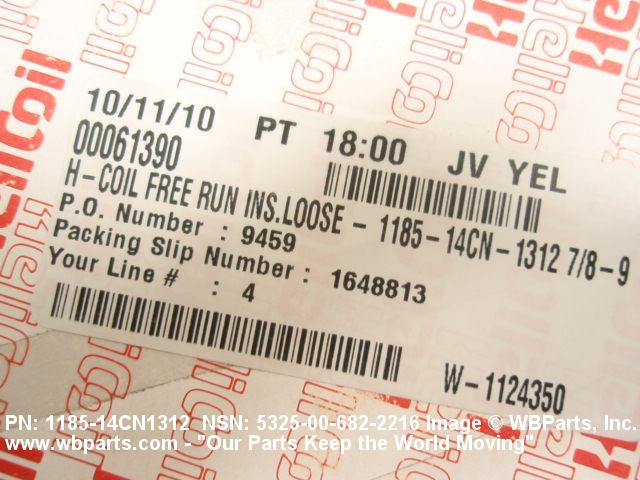 HeliCoil
10/11/10 PT 18:00 JV YEL
00061390
H-COIL FREE RUN INS.LOOSE - 1185-14CN-1312 7/8-9
P.O. Number : 9459
Packing Slip Number : 1648813
Your Line # : 4
W-1124350
PN: 1185-14CN1312 NSN: 5325-00-682-2216 Image © WBParts, Inc.
www.wbparts.com - "Our Parts Keep the World Moving"